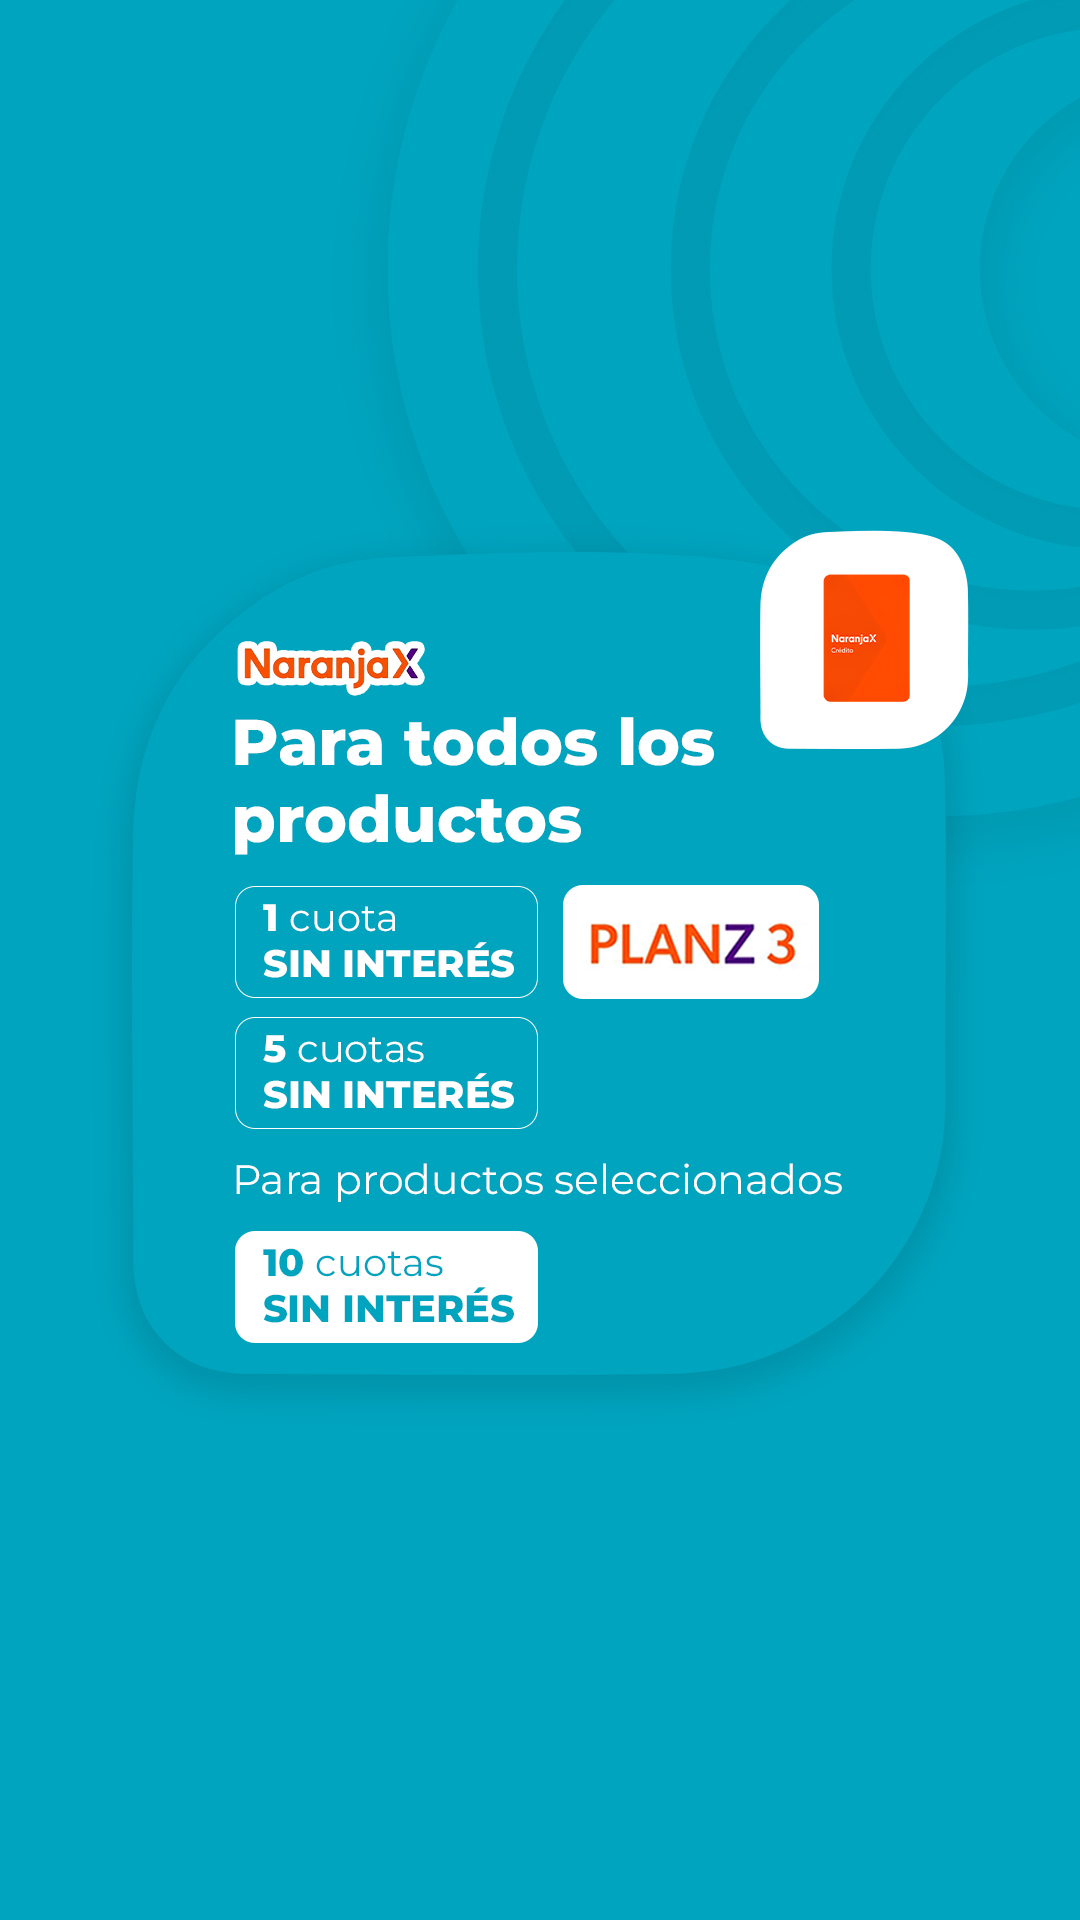 NaranjaX
Crédito
NaranjaX
Para todos los
productos
1 cuota
SIN INTERÉS
PLANZ 3
5 cuotas
SIN INTERÉS
Para productos seleccionados
10 cuotas
SIN INTERÉS